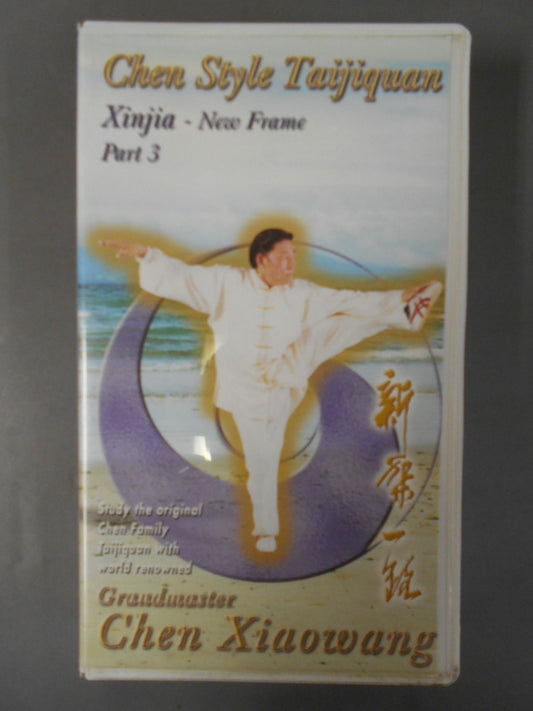 Chen Style Taijiquan
Xinjia - New Frame
Part 3
新架一路
Study the original
Chen Family
Taijiquan with
world renowned
Grandmaster
Chen Xiaowang